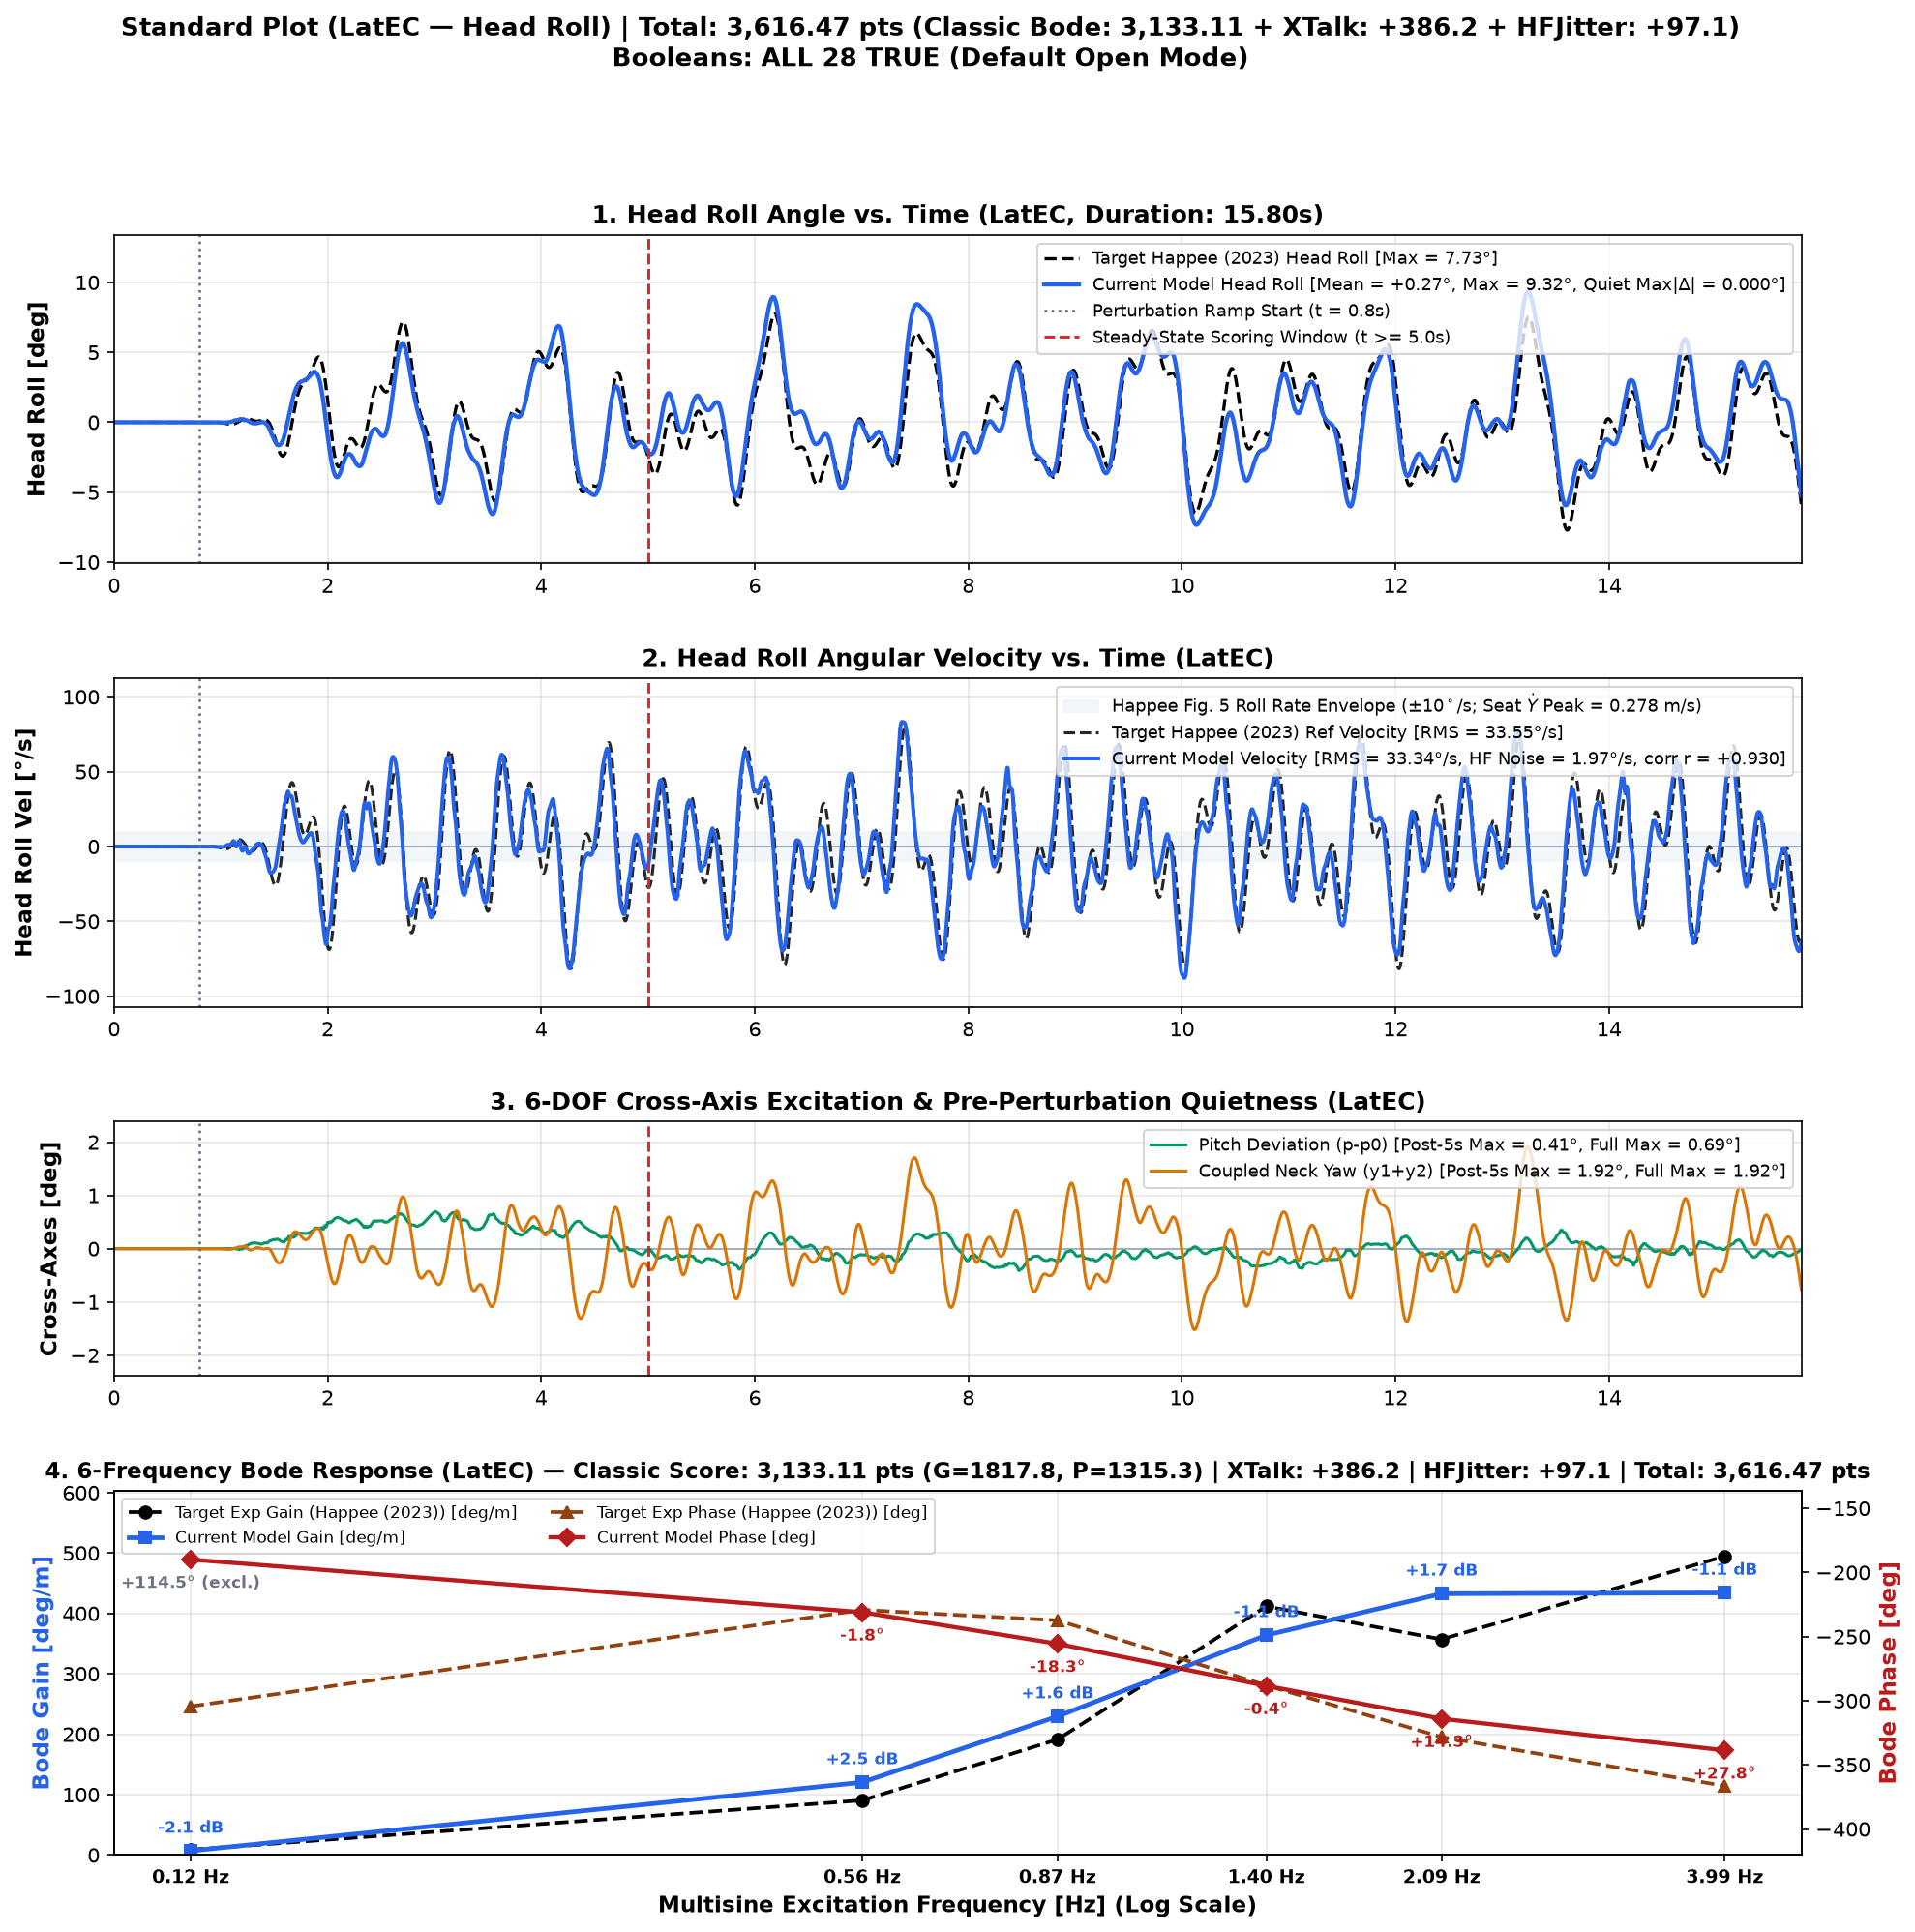 Standard Plot (LatEC — Head Roll) | Total: 3,616.47 pts (Classic Bode: 3,133.11 + XTalk: +386.2 + HFJitter: +97.1)
Booleans: ALL 28 TRUE (Default Open Mode)
1. Head Roll Angle vs. Time (LatEC, Duration: 15.80s)
Head Roll [deg]
10
5
0
−5
−10
Target Happee (2023) Head Roll [Max = 7.73°]
Current Model Head Roll [Mean = +0.27°, Max = 9.32°, Quiet Max|Δ| = 0.000°]
Perturbation Ramp Start (t = 0.8s)
Steady-State Scoring Window (t >= 5.0s)
0 2 4 6 8 10 12 14
2. Head Roll Angular Velocity vs. Time (LatEC)
Head Roll Vel [°/s]
100
50
0
−50
−100
Happee Fig. 5 Roll Rate Envelope (±10°/s; Seat Ẏ Peak = 0.278 m/s)
Target Happee (2023) Ref Velocity [RMS = 33.55°/s]
Current Model Velocity [RMS = 33.34°/s, HF Noise = 1.97°/s, corr r = +0.930]
0 2 4 6 8 10 12 14
3. 6-DOF Cross-Axis Excitation & Pre-Perturbation Quietness (LatEC)
Cross-Axes [deg]
2
1
0
−1
−2
Pitch Deviation (p-p0) [Post-5s Max = 0.41°, Full Max = 0.69°]
Coupled Neck Yaw (y1+y2) [Post-5s Max = 1.92°, Full Max = 1.92°]
0 2 4 6 8 10 12 14
4. 6-Frequency Bode Response (LatEC) — Classic Score: 3,133.11 pts (G=1817.8, P=1315.3) | XTalk: +386.2 | HFJitter: +97.1 | Total: 3,616.47 pts
Bode Gain [deg/m]
600
500
400
300
200
100
0
Target Exp Gain (Happee (2023)) [deg/m]
Current Model Gain [deg/m]
Target Exp Phase (Happee (2023)) [deg]
Current Model Phase [deg]
+114.5° (excl.)
-2.1 dB
-1.8°
+2.5 dB
-18.3°
+1.6 dB
-1.1 dB
-0.4°
+1.7 dB
-1.1 dB
+27.8°
−150
−200
−250
−300
−350
−400
Bode Phase [deg]
0.12 Hz 0.56 Hz 0.87 Hz 1.40 Hz 2.09 Hz 3.99 Hz
Multisine Excitation Frequency [Hz] (Log Scale)